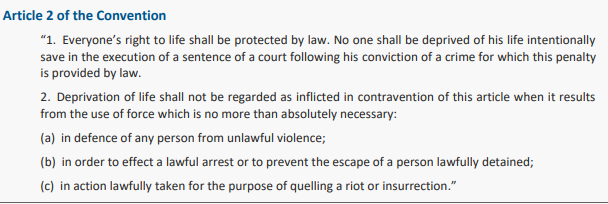 Article 2 of the Convention
“1. Everyone’s right to life shall be protected by law. No one shall be deprived of his life intentionally
save in the execution of a sentence of a court following his conviction of a crime for which this penalty
is provided by law.
2. Deprivation of life shall not be regarded as inflicted in contravention of this article when it results
from the use of force which is no more than absolutely necessary:
(a) in defence of any person from unlawful violence;
(b) in order to effect a lawful arrest or to prevent the escape of a person lawfully detained;
(c) in action lawfully taken for the purpose of quelling a riot or insurrection.”